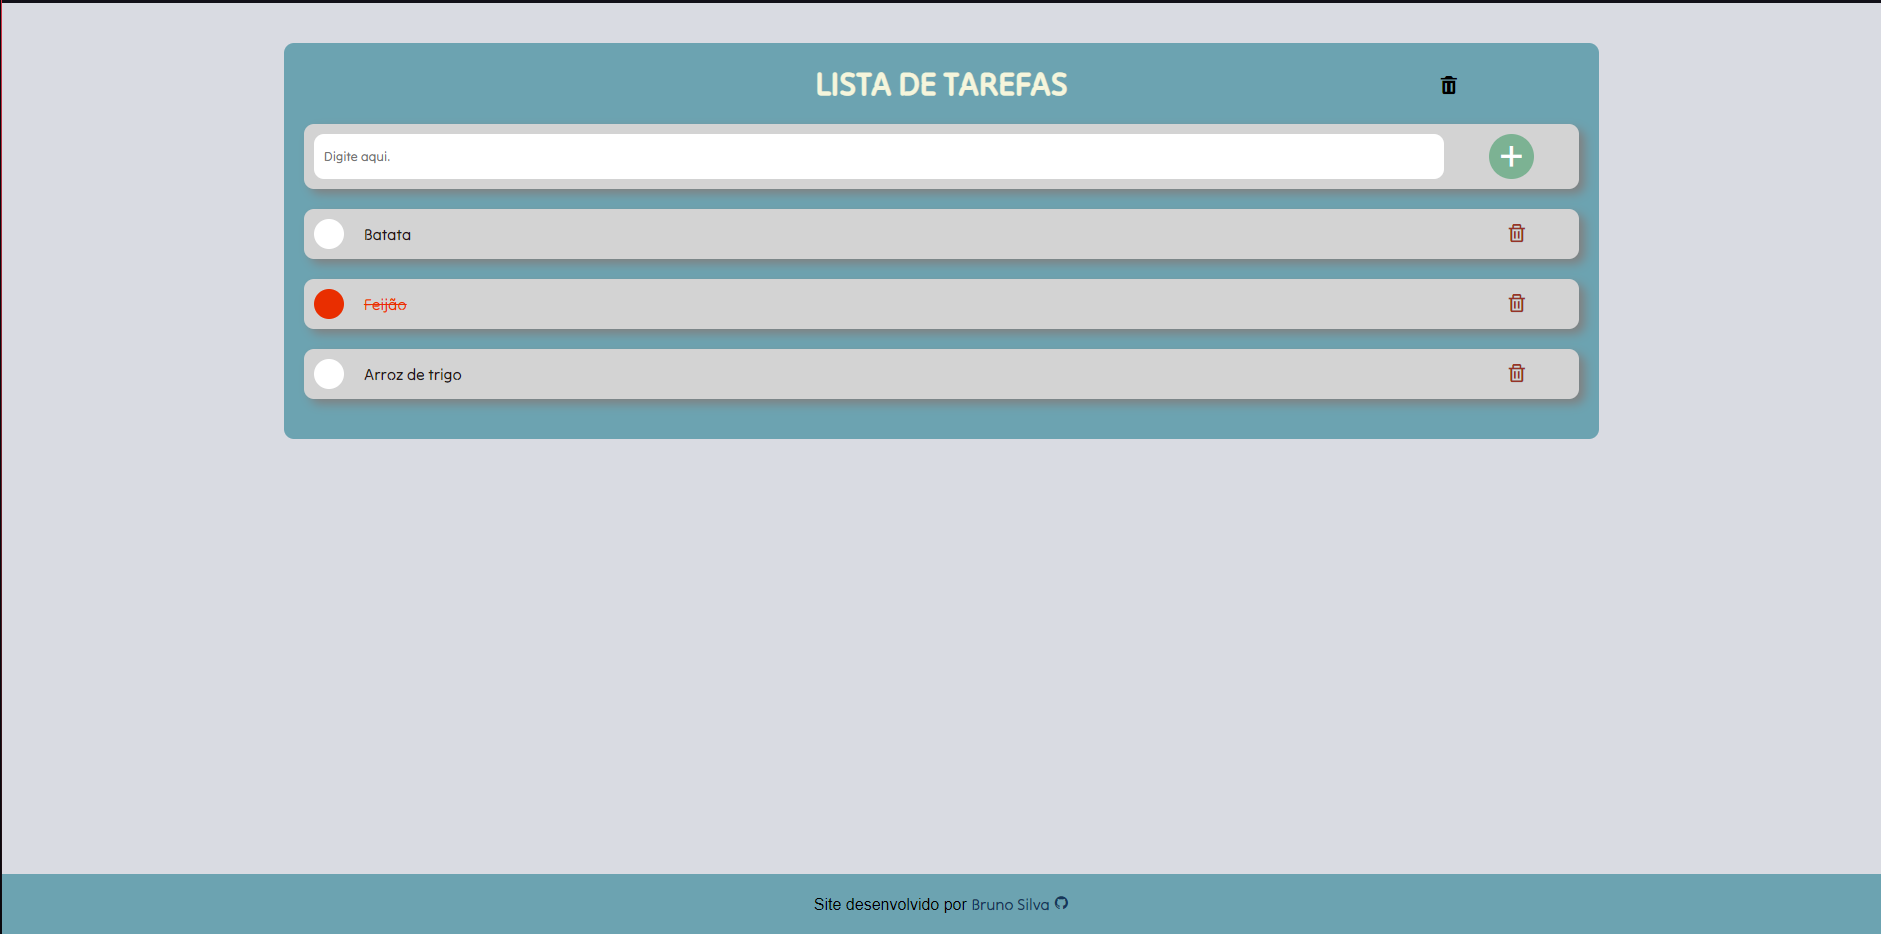 LISTA DE TAREFAS
Digite aqui.
Batata
Feijão
Arroz de trigo
Site desenvolvido por Bruno Silva